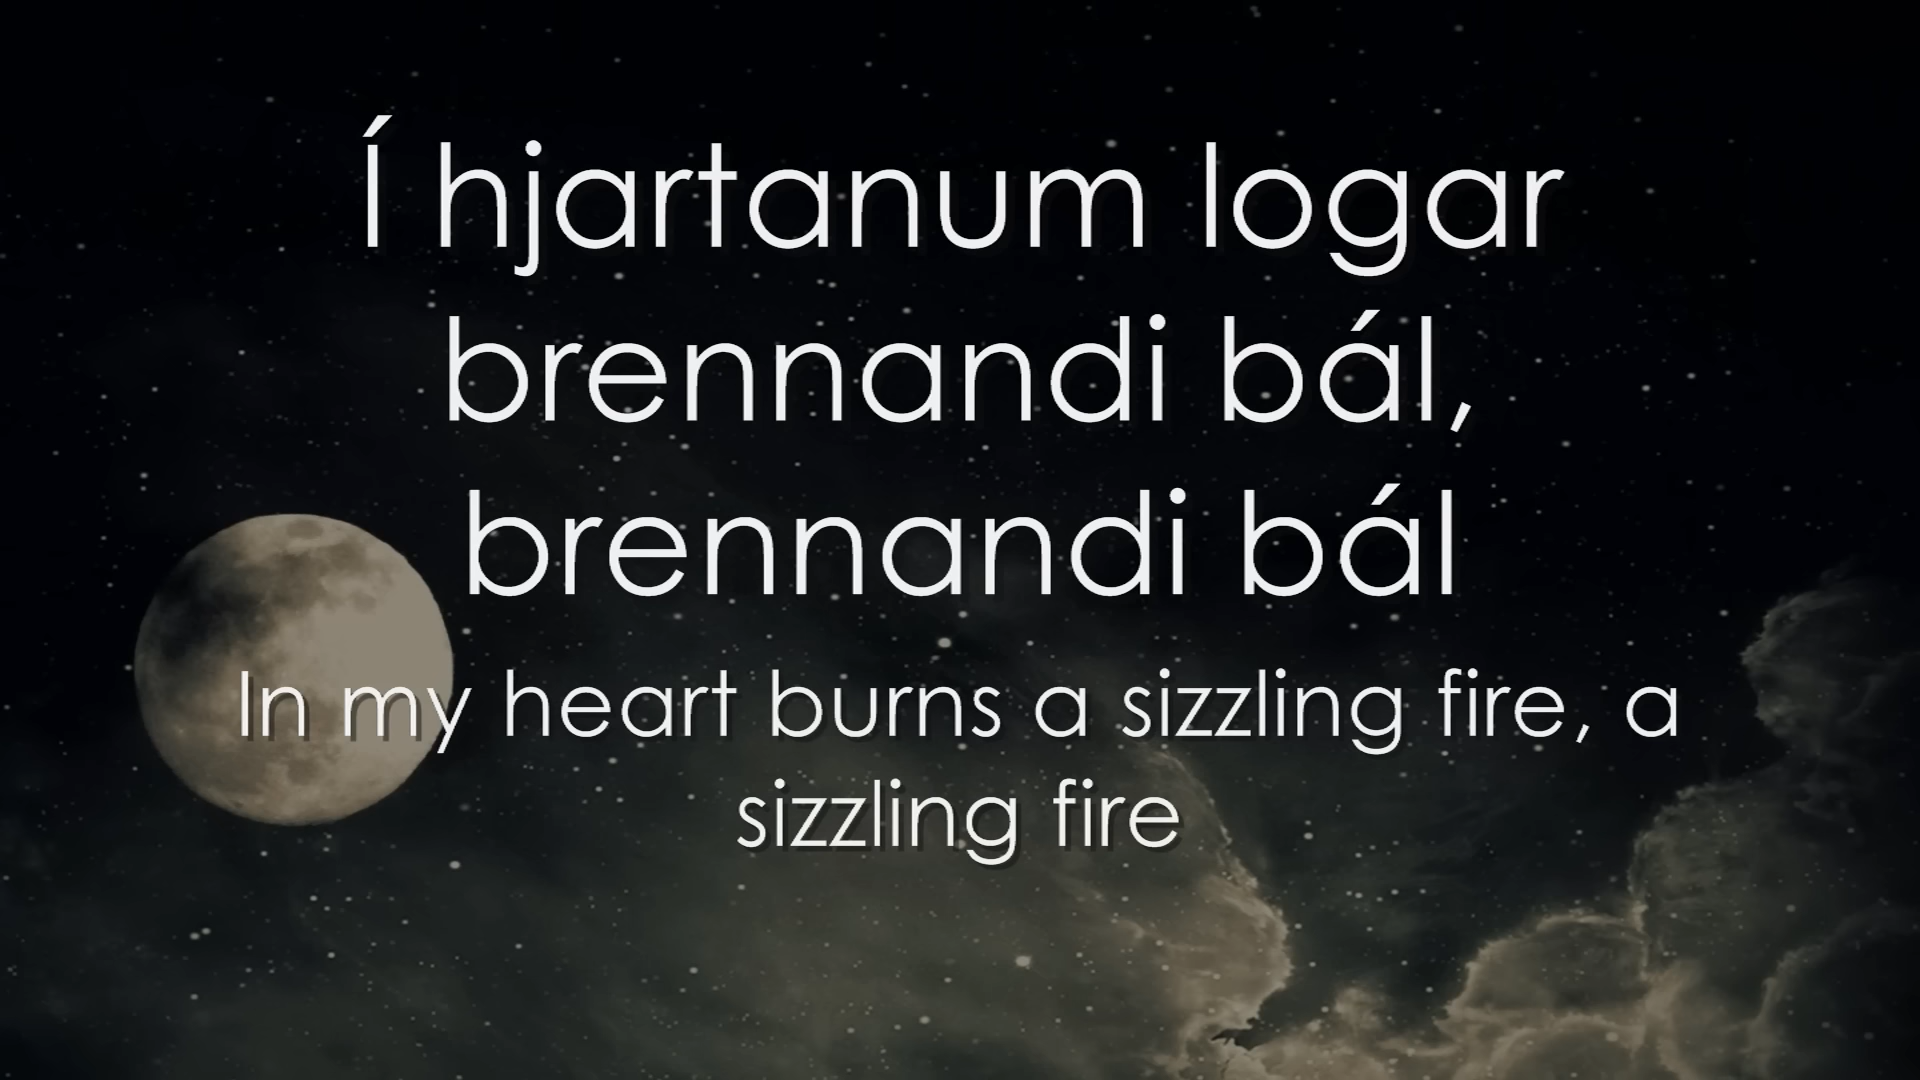 Í hjartanum logar
brennandi bál,
brennandi bál
In my heart burns a sizzling fire, a
sizzling fire